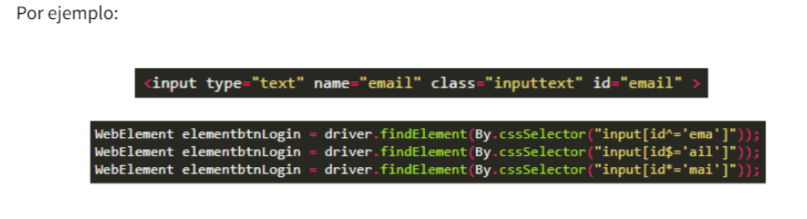 Por ejemplo:
<input type="text" name="email" class="inputtext" id="email" >
WebElement elementbtnLogin = driver.findElement(By.cssSelector("input[id^='ema']"));
WebElement elementbtnLogin = driver.findElement(By.cssSelector("input[id$='ail']"));
WebElement elementbtnLogin = driver.findElement(By.cssSelector("input[id*='mai']"));